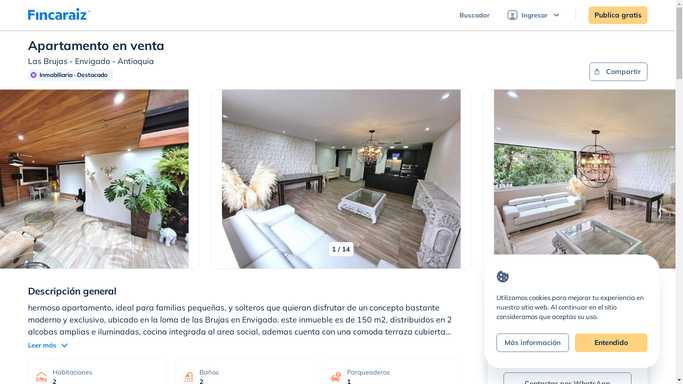 Fincaraiz
Buscador
Ingresar
Publica gratis
Apartamento en venta
Las Brujas - Envigado - Antioquia
Inmobiliaria · Destacado
Compartir
1 / 14
Descripción general
hermoso apartamento, ideal para familias pequeñas, y solteros que quieran disfrutar de un concepto bastante
moderno y exclusivo, ubicado en la loma de las Brujas en Envigado. este inmueble es de 150 m2, distribuidos en 2
alcobas amplias e iluminadas, cocina integrada al area social, ademas cuenta con una comoda terraza cubierta...
Leer más
Habitaciones
2
Baños
2
Parqueaderos
1
Utilizamos cookies para mejorar tu experiencia en
nuestro sitio web. Al continuar en el sitio
consideramos que aceptas su uso.
Más información
Entendido
Contactar por WhatsApp